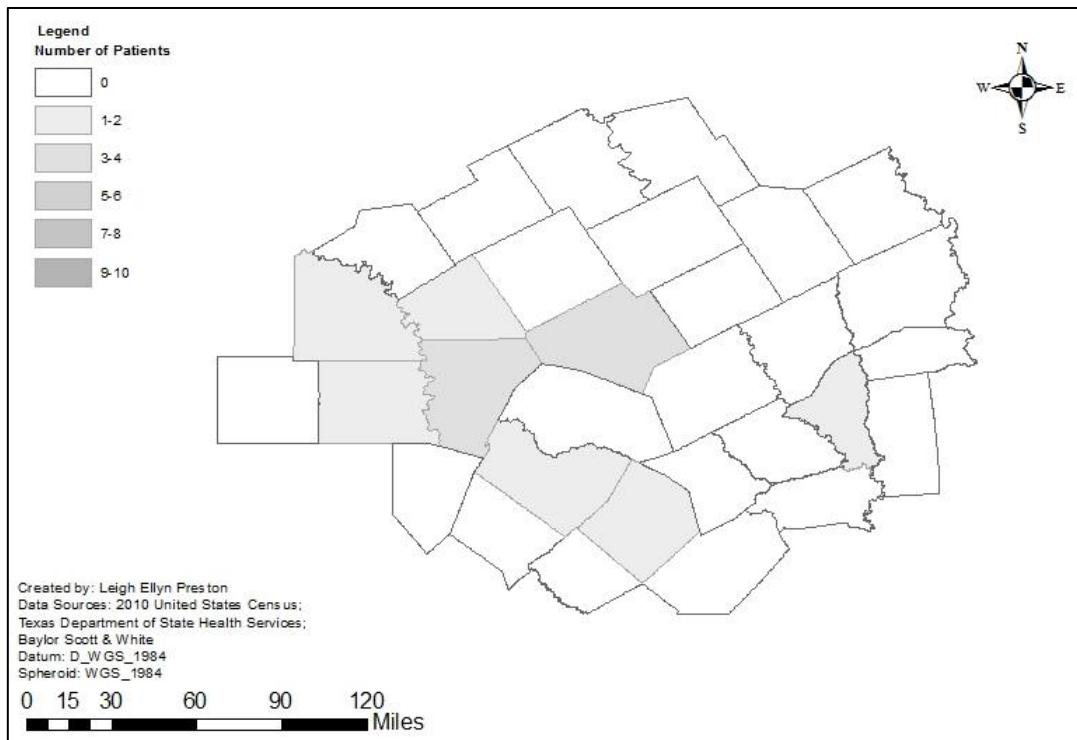 Legend
Number of Patients
0
1-2
3-4
5-6
7-8
9-10
N
W E
S
Created by: Leigh Ellyn Preston
Data Sources: 2010 United States Census;
Texas Department of State Health Services;
Baylor Scott & White
Datum: D_WGS_1984
Spheroid: WGS_1984
0 15 30 60 90 120
Miles